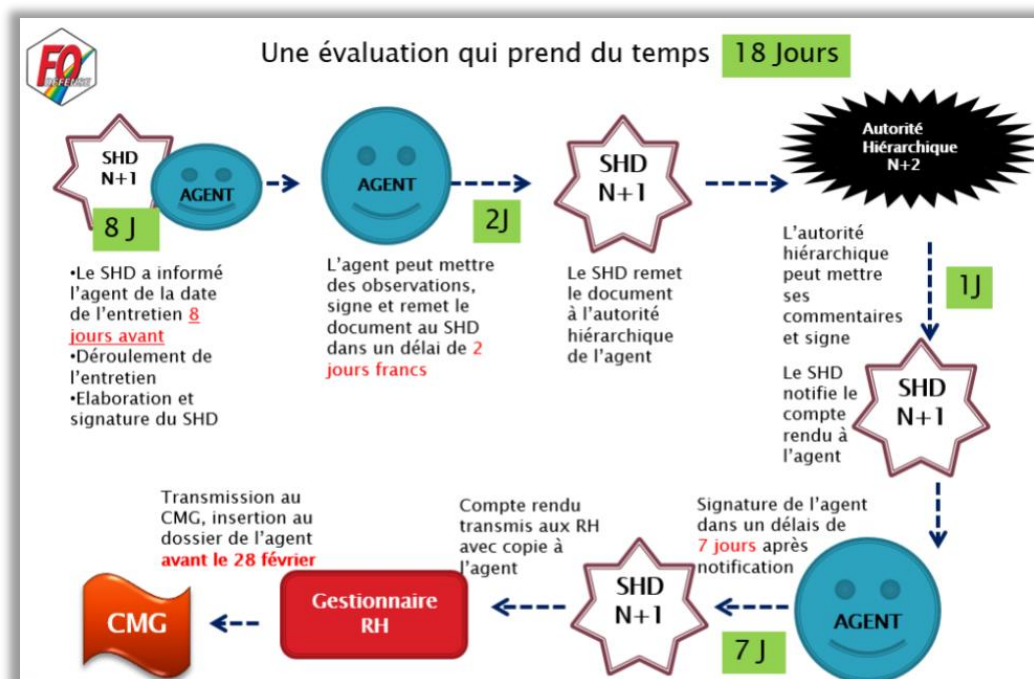 FO
DEFENSE
Une évaluation qui prend du temps 18 Jours
SHD
N+1
AGENT
8 J
•Le SHD a informé
l'agent de la date
de l'entretien 8
jours avant
•Déroulement de
l'entretien
•Elaboration et
signature du SHD
AGENT
2J
L'agent peut mettre
des observations,
signe et remet le
document au SHD
dans un délai de 2
jours francs
SHD
N+1
Le SHD remet
le document
à l'autorité
hiérarchique
de l'agent
Autorité
Hiérarchique
N+2
L'autorité
hiérarchique
peut mettre
ses
commentaires
et signe
1J
Le SHD
notifie le
compte
rendu à
l'agent
SHD
N+1
Signature de l'agent
dans un délais de
7 jours après
notification
AGENT
7 J
SHD
N+1
Compte rendu
transmis aux RH
avec copie à
l'agent
Gestionnaire
RH
Transmission au
CMG, insertion au
dossier de l'agent
avant le 28 février
CMG